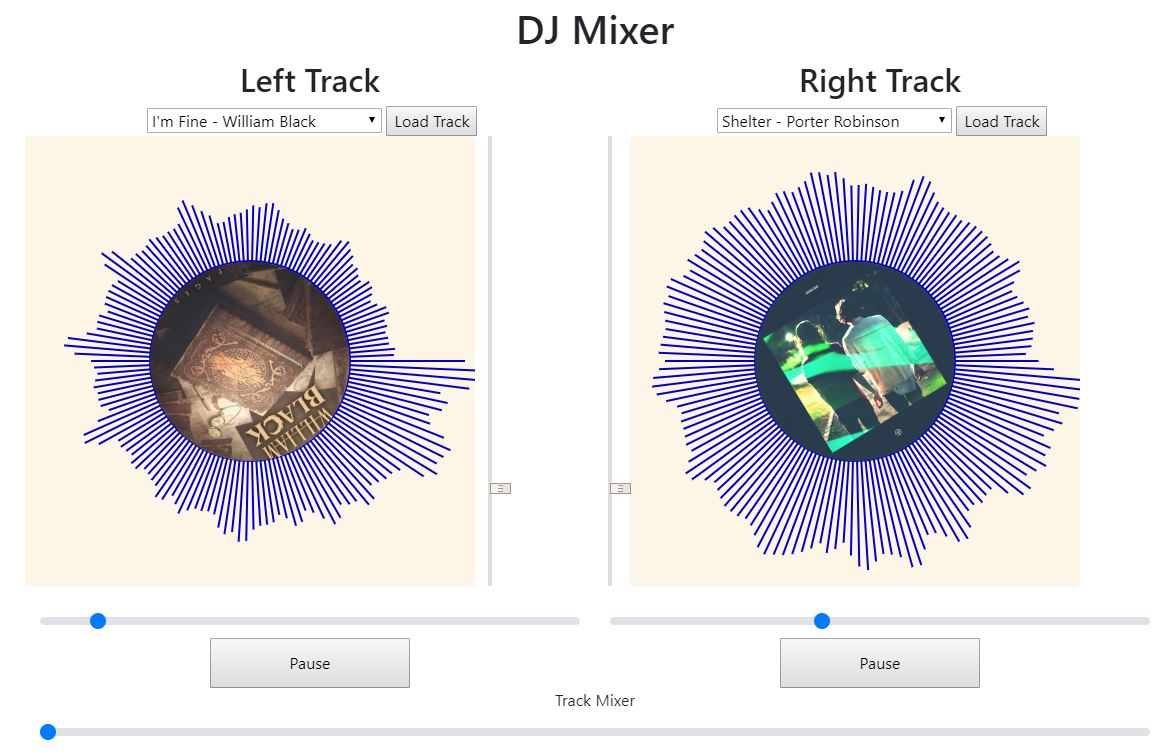 DJ Mixer
Left Track
Right Track
I'm Fine - William Black
Load Track
Shelter - Porter Robinson
Load Track
PAGES
WILLIAM
BLACK
Pause
Pause
Track Mixer